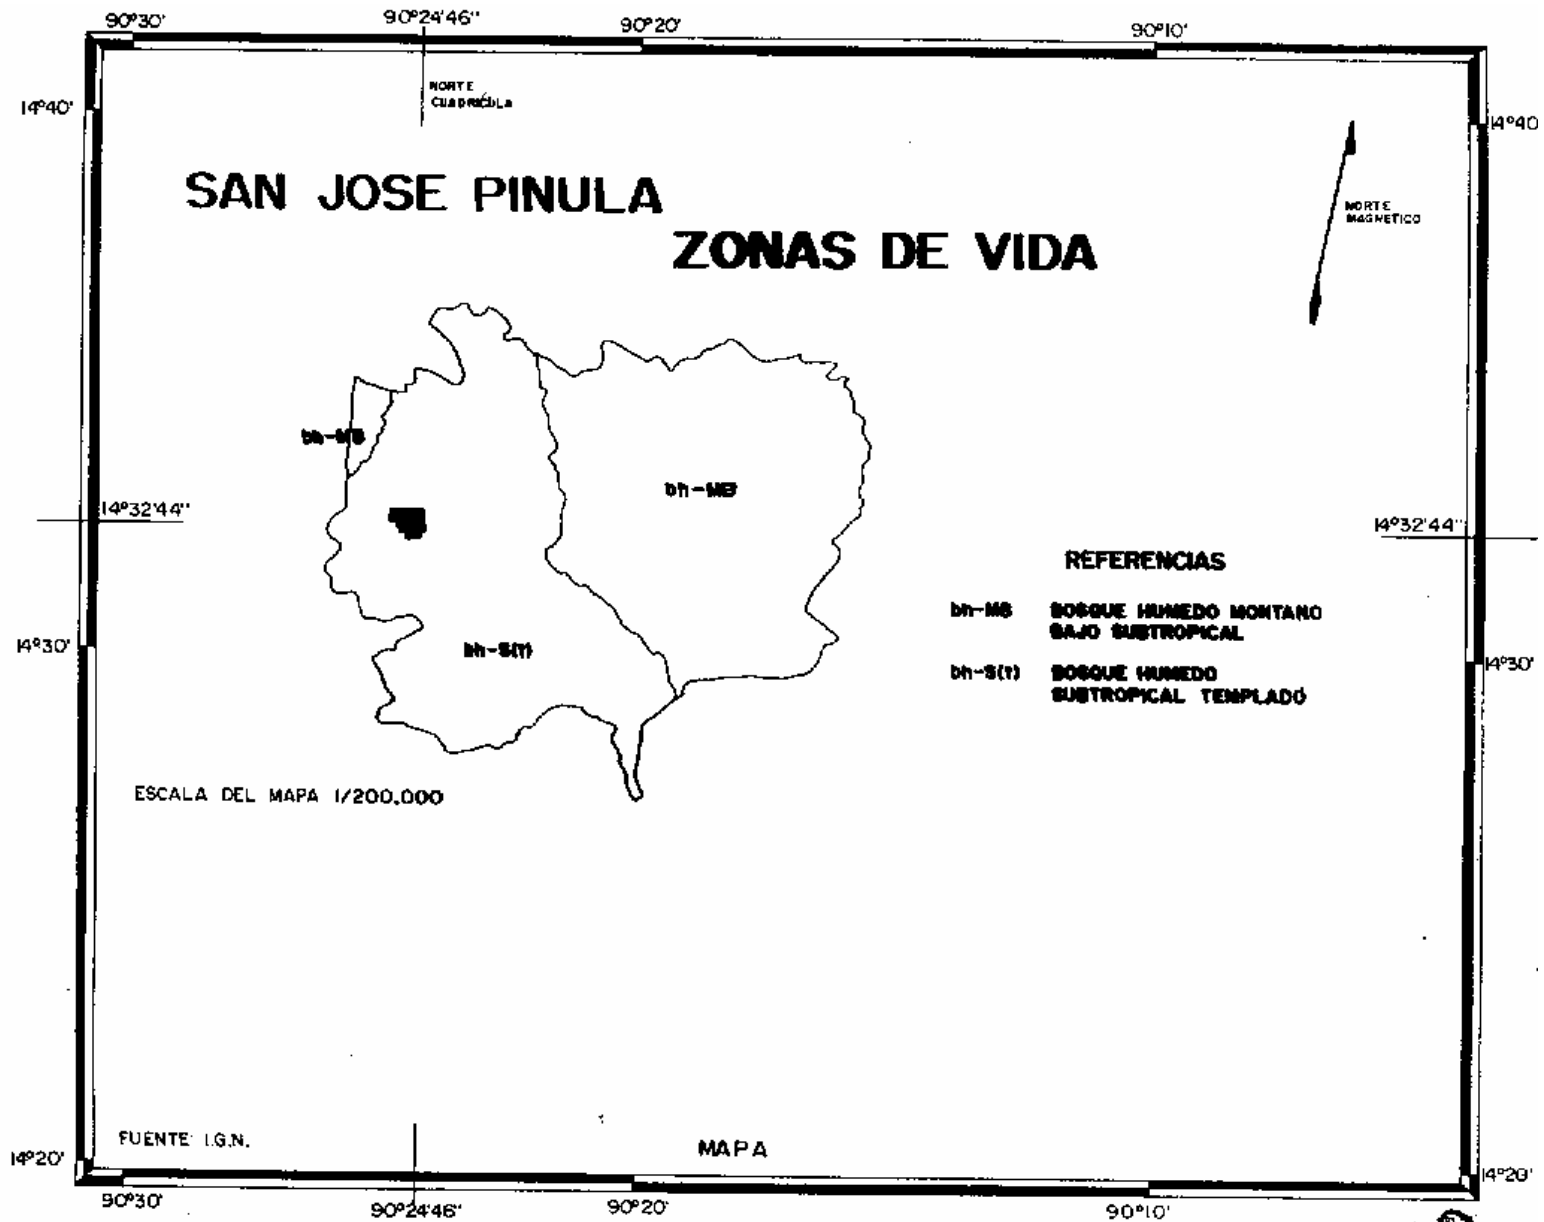 90°30'
90°24'46"
90°20'
90°10'
NORTE
CUADRICULA
14°40'
14°40
SAN JOSE PINULA
ZONAS DE VIDA
NORTE
MAGNETICO
bh-MB
bh-MB
14°32'44"
14°32'44"
REFERENCIAS
bh-MB BOSQUE HUMEDO MONTANO
BAJO SUBTROPICAL
14°30'
bh-S(T)
14°30'
bh-S(T) BOSQUE HUMEDO
SUBTROPICAL TEMPLADO
ESCALA DEL MAPA 1/200,000
FUENTE: I.G.N.
MAPA
14°20'
14°20'
90°30'
90°24'46"
90°20'
90°10'